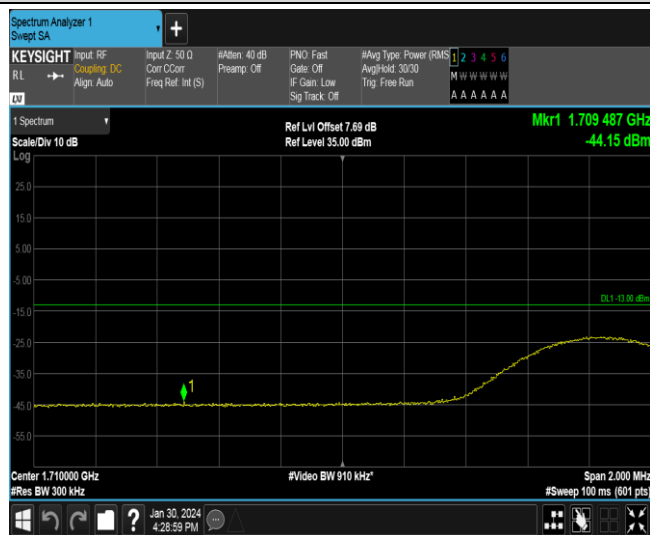 Spectrum Analyzer 1
Swept SA
KEYSIGHT Input: RF Input Z: 50 Ω #Atten: 40 dB PNO: Fast #Avg Type: Power (RMS 1 2 3 4 5 6
RL Coupling: DC Corr CCorr Preamp: Off Gate: Off Avg|Hold: 30/30 M W W W W W
Align: Auto Freq Ref: Int (S) IF Gain: Low Trig: Free Run
Sig Track: Off A A A A A A
LXI
1 Spectrum Ref Lvl Offset 7.69 dB Mkr1 1.709 487 GHz
Scale/Div 10 dB Ref Level 35.00 dBm -44.15 dBm
Log
25.0
15.0
5.00
-5.00
DL1 -13.00 dBm
-15.0
-25.0
-35.0
1
-45.0
-55.0
Center 1.710000 GHz #Video BW 910 kHz* Span 2.000 MHz
#Res BW 300 kHz #Sweep 100 ms (601 pts)
? Jan 30, 2024
4:28:59 PM